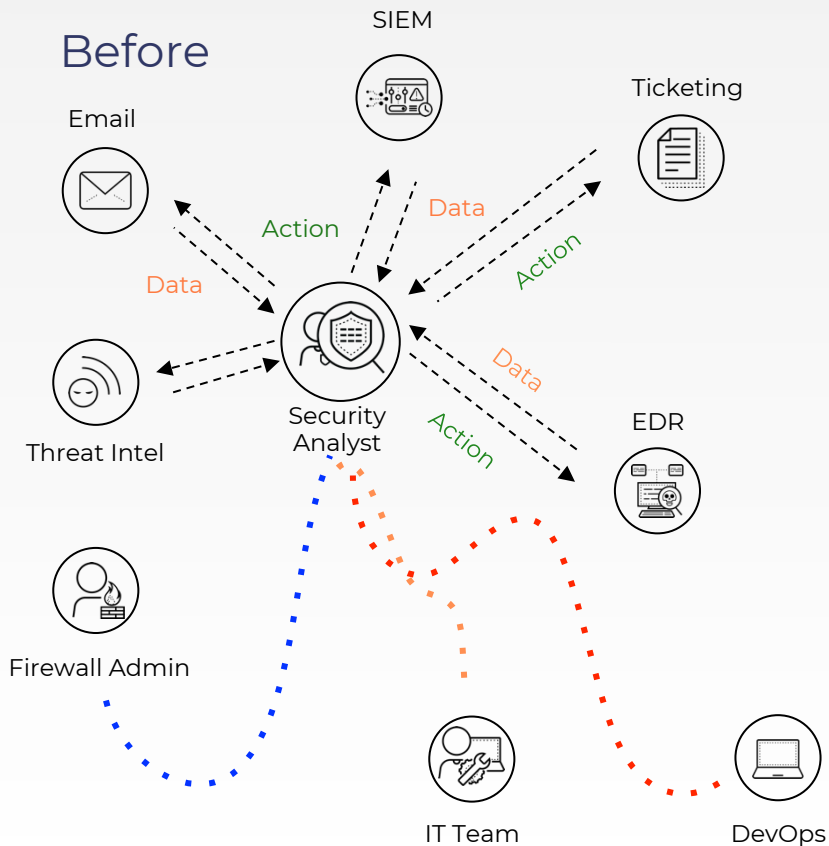 SIEM
Before
Ticketing
Email
Data
Action
Action
Data
Data
Security
Analyst
Action
EDR
Threat Intel
Firewall Admin
IT Team
DevOps